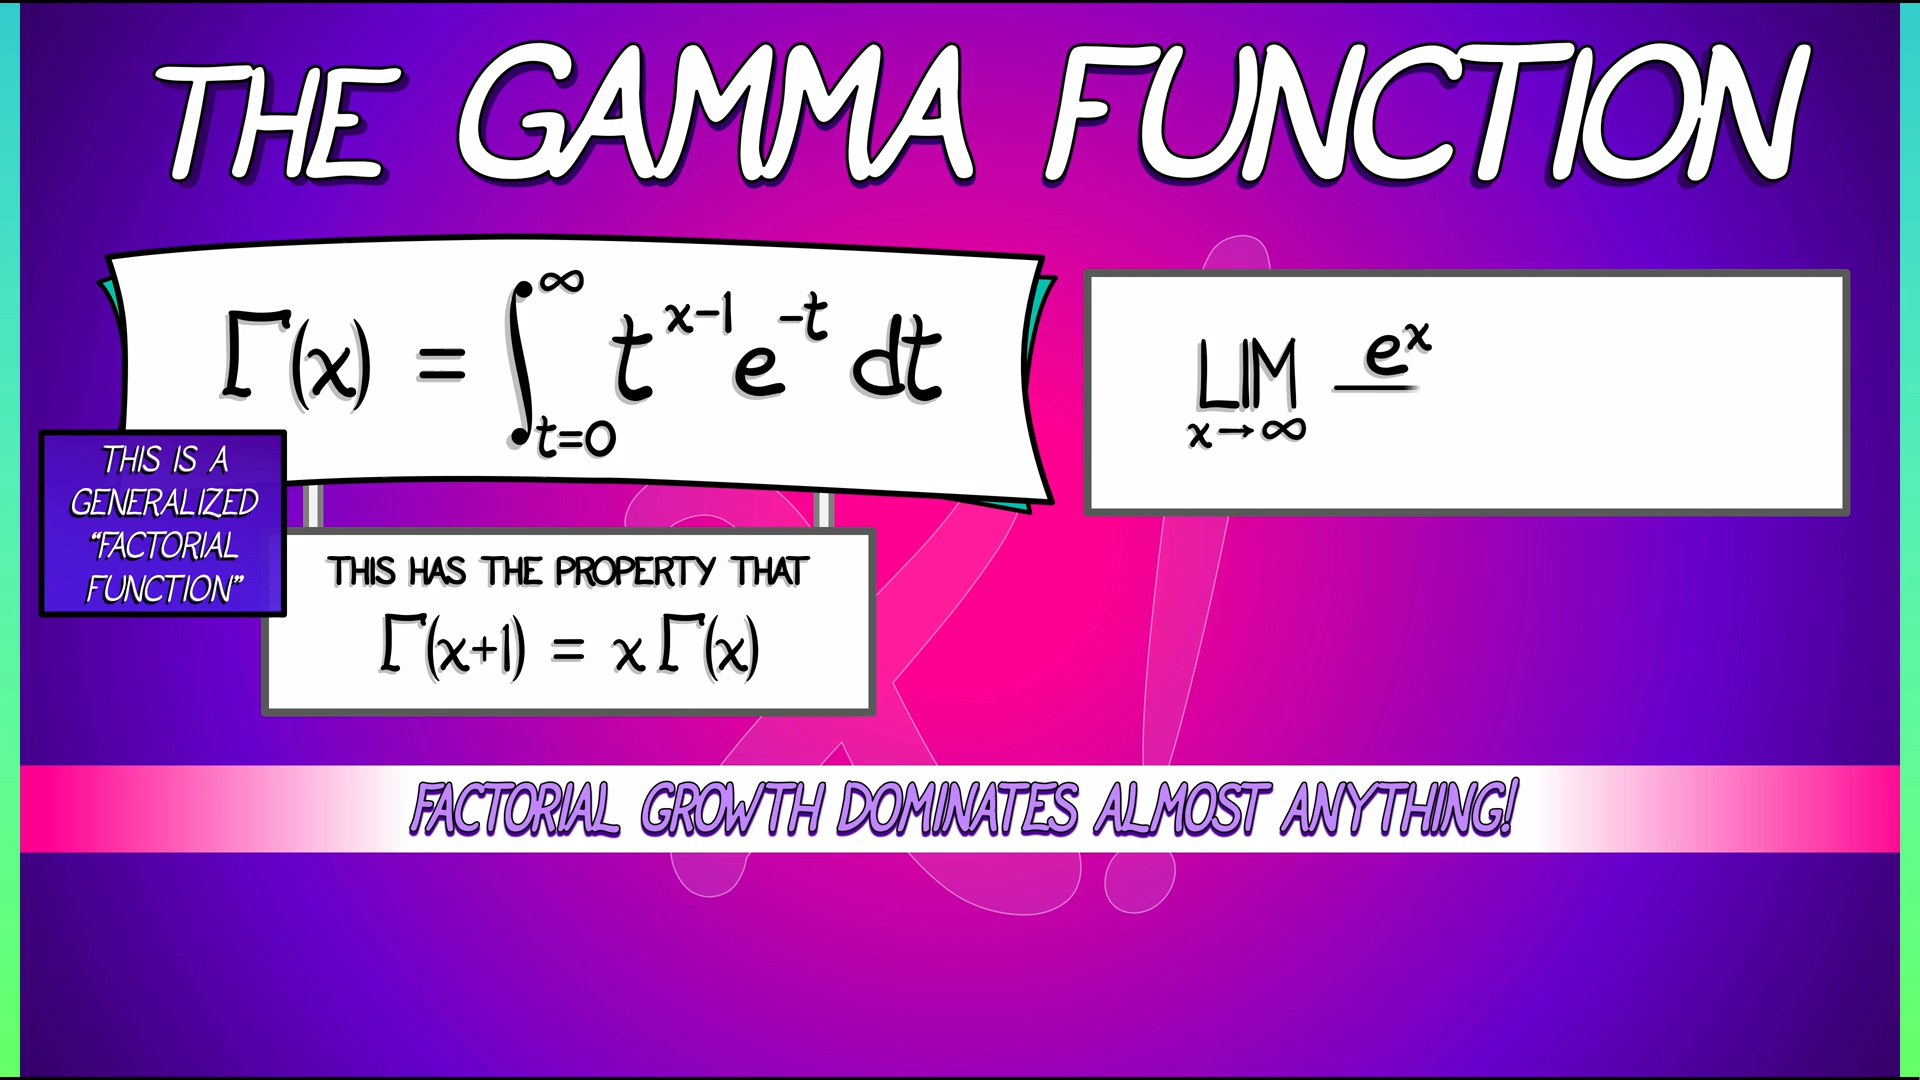 THE GAMMA FUNCTION
Γ(x) = ∫_{t=0}^{∞} t^{x-1} e^{-t} dt
LIM_{x→∞} e^x
THIS IS A
GENERALIZED
“FACTORIAL
FUNCTION”
THIS HAS THE PROPERTY THAT
Γ(x+1) = x Γ(x)
FACTORIAL GROWTH DOMINATES ALMOST ANYTHING!